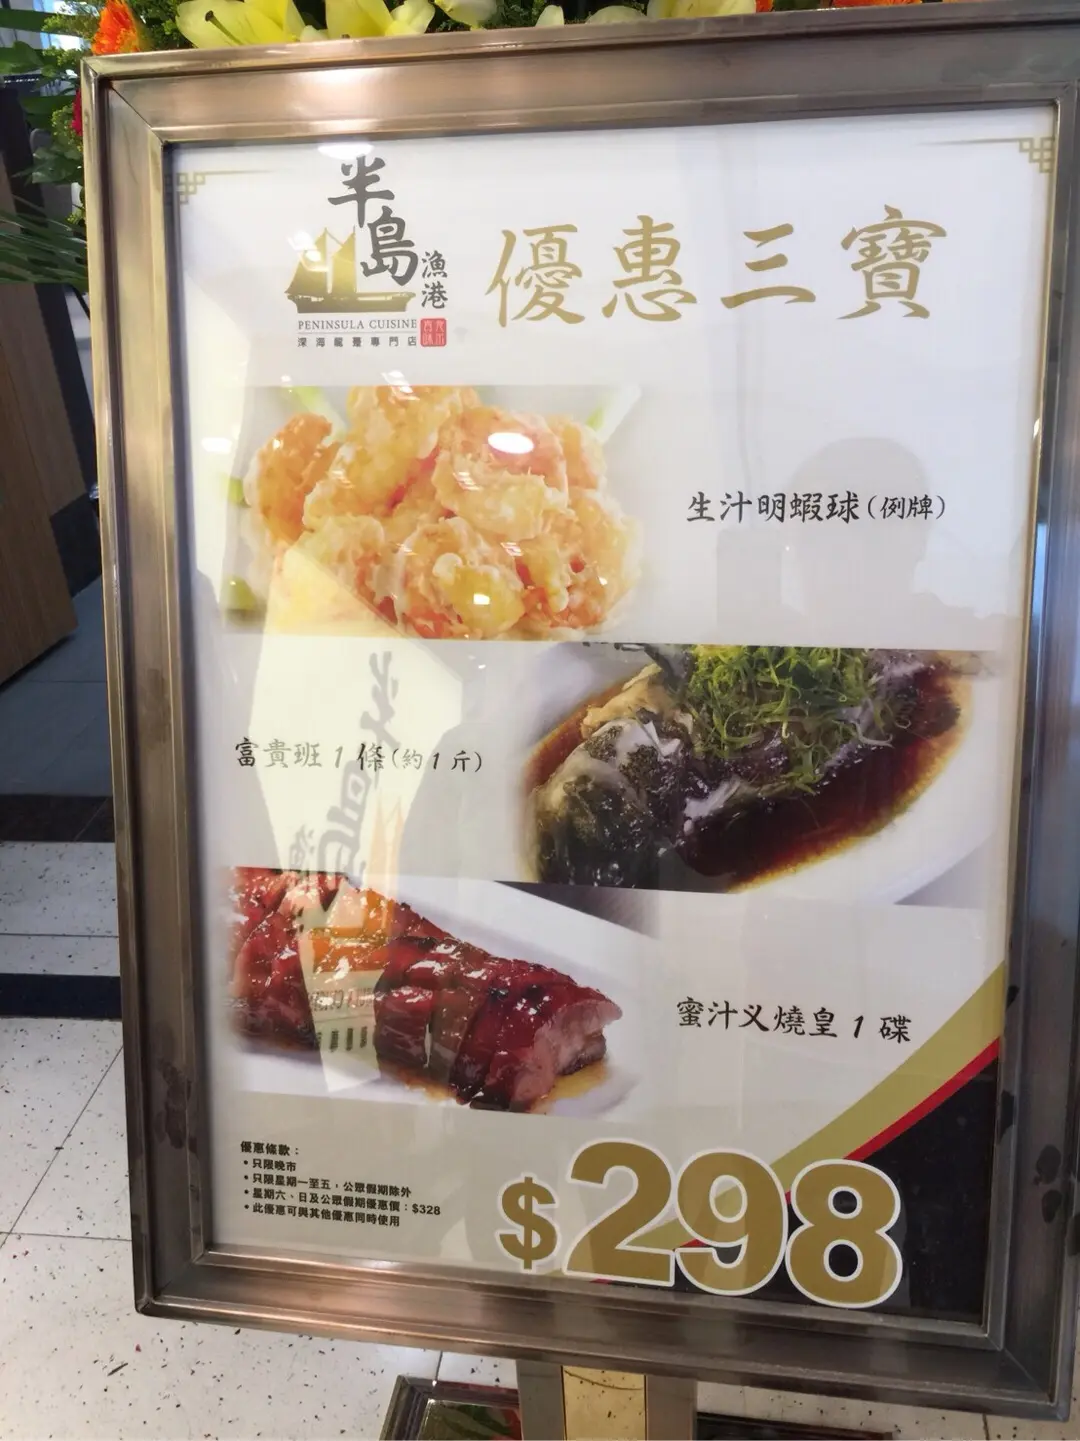 半島
漁港
PENINSULA CUISINE
深海龍躉專門店
優惠三寶
生汁明蝦球(例牌)
富貴班1條(約1斤)
蜜汁义燒皇1碟
優惠條款：
•只限晚市
•只限星期一至五，公眾假期除外
•星期六、日及公眾假期優惠價：$328
•此優惠可與其他優惠同時使用
$298